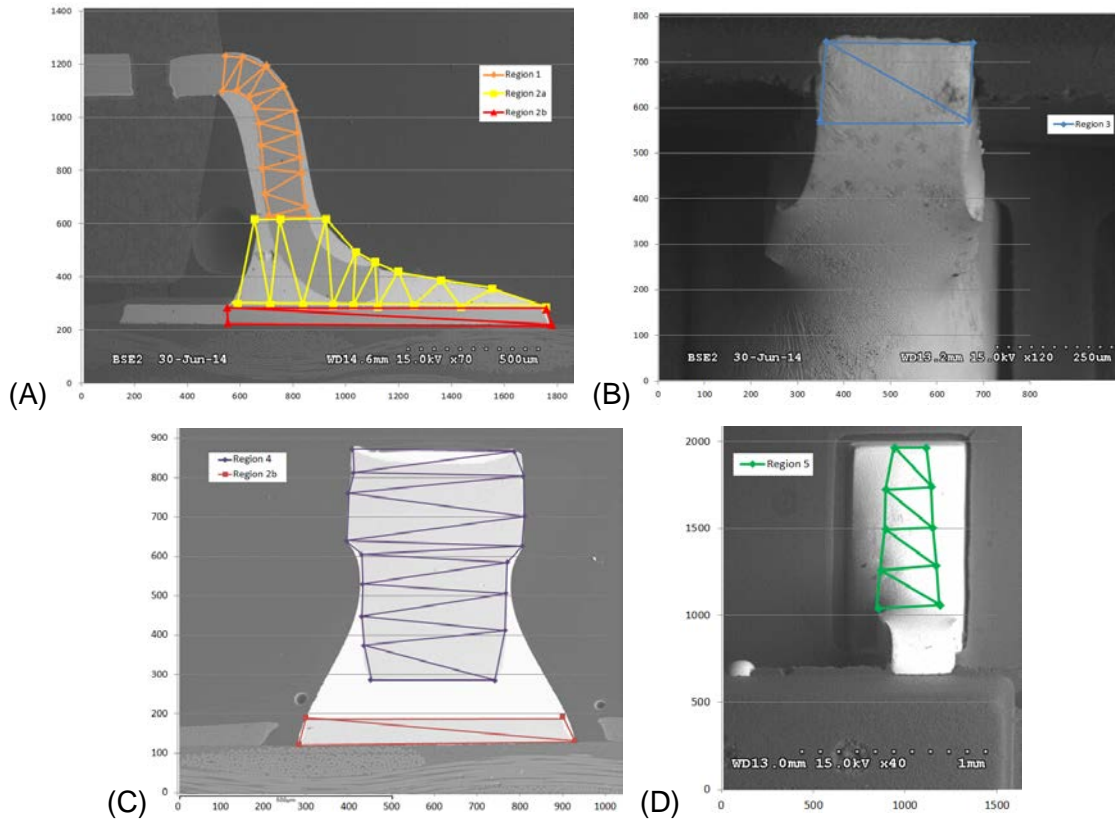 1400
1200
1000
800
600
400
200
0
Region 1
Region 2a
Region 2b
BSE2 30-Jun-14 WD14.6mm 15.0kV x70 500um
0 200 400 600 800 1000 1200 1400 1600 1800
(A)
800
700
600
500
400
300
200
100
0
Region 3
BSE2 30-Jun-14 WD13.2mm 15.0kV x120 250um
0 100 200 300 400 500 600 700 800
(B)
900
800
700
600
500
400
300
200
100
0
Region 4
Region 2b
500µm
0 100 200 300 400 500 600 700 800 900 1000
(C)
2000
1500
1000
500
0
Region 5
WD13.0mm 15.0kV x40 1mm
0 500 1000 1500
(D)